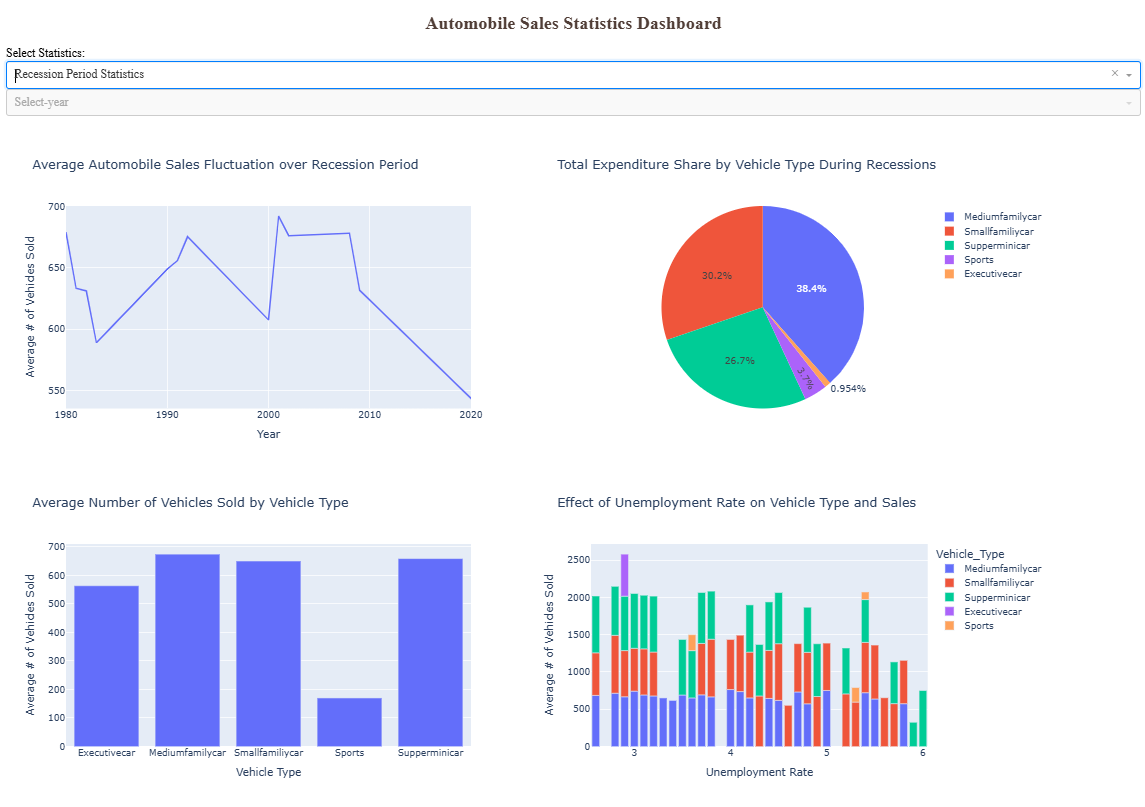 Automobile Sales Statistics Dashboard
Select Statistics:
Recession Period Statistics
×
Select-year
Average Automobile Sales Fluctuation over Recession Period
700
650
600
550
Average # of Vehicles Sold
1980 1990 2000 2010 2020
Year
Total Expenditure Share by Vehicle Type During Recessions
38.4%
30.2%
26.7%
3.7%
0.954%
Mediumfamilycar
Smallfamiliycar
Supperminicar
Sports
Executivecar
Average Number of Vehicles Sold by Vehicle Type
700
600
500
400
300
200
100
0
Average # of Vehicles Sold
Executivecar Mediumfamilycar Smallfamiliycar Sports Supperminicar
Vehicle Type
Effect of Unemployment Rate on Vehicle Type and Sales
2500
2000
1500
1000
500
0
Average # of Vehicles Sold
3 4 5 6
Unemployment Rate
Vehicle_Type
Mediumfamilycar
Smallfamiliycar
Supperminicar
Executivecar
Sports